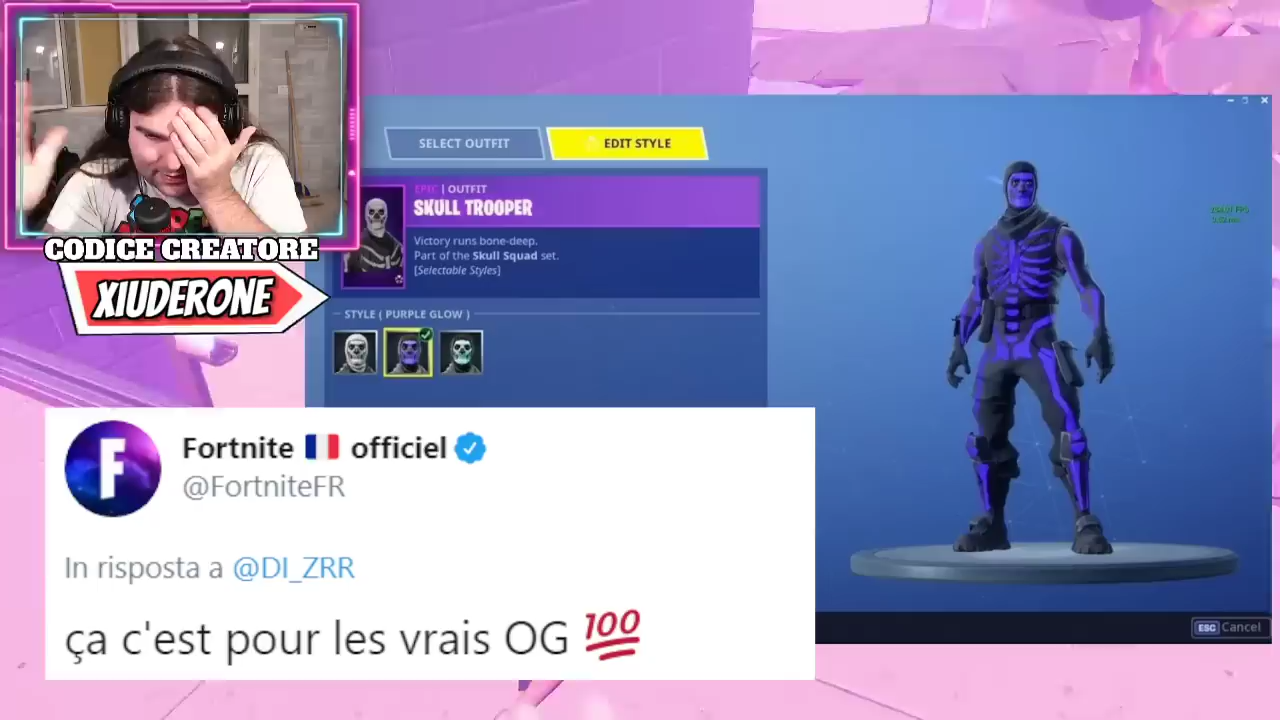 CODICE CREATORE
XIUDERONE
SELECT OUTFIT
EDIT STYLE
EPIC | OUTFIT
SKULL TROOPER
Victory runs bone-deep.
Part of the Skull Squad set.
[Selectable Styles]
STYLE ( PURPLE GLOW )
Fortnite 🇫🇷 officiel
@FortniteFR
In risposta a @DI_ZRR
ça c'est pour les vrais OG 💯
ESC Cancel